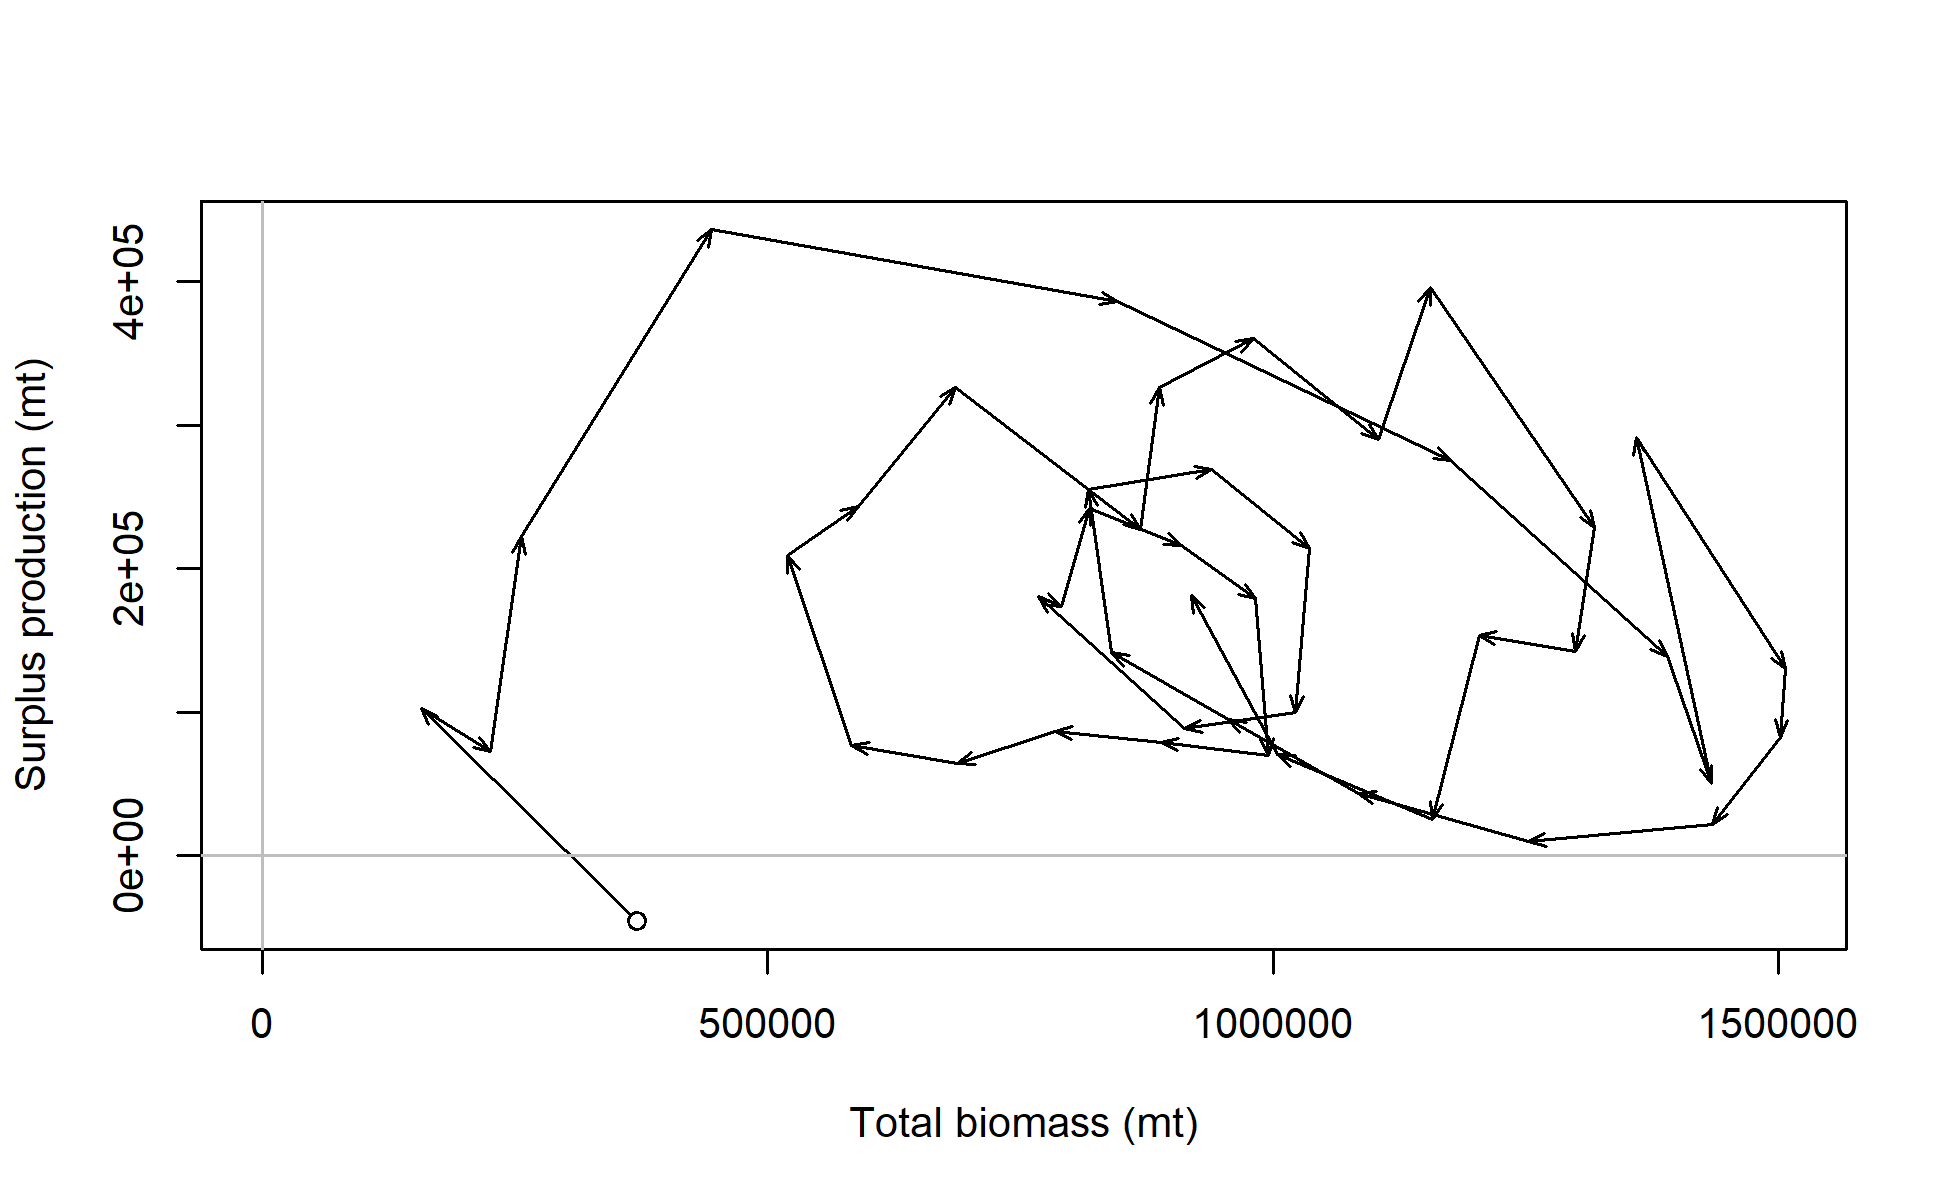 Surplus production (mt)
4e+05
2e+05
0e+00
0 500000 1000000 1500000
Total biomass (mt)